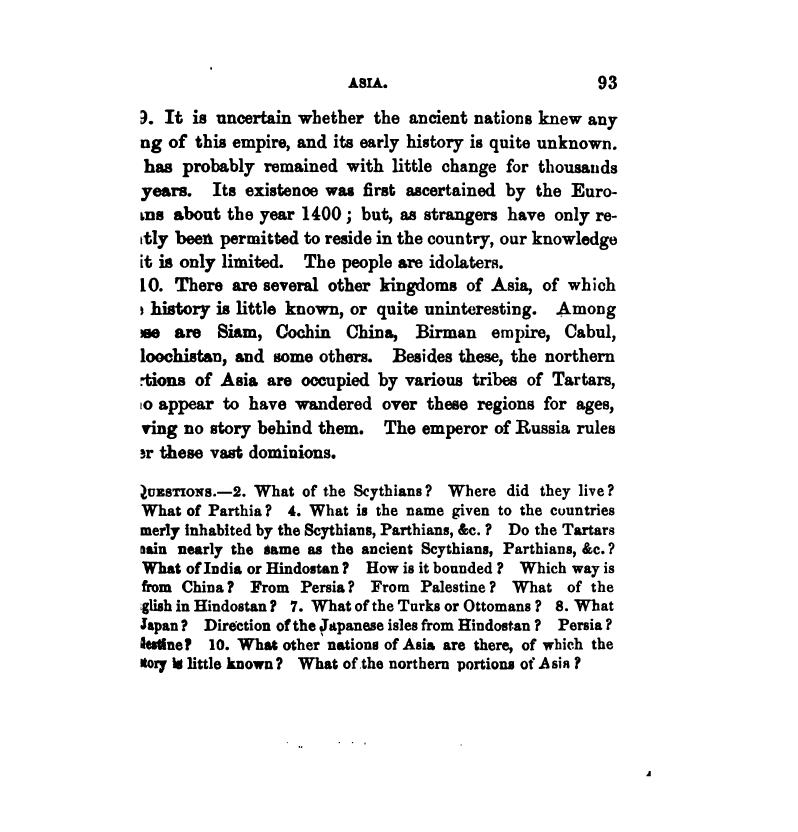 ASIA. 93
9. It is uncertain whether the ancient nations knew any
ng of this empire, and its early history is quite unknown.
has probably remained with little change for thousands
years. Its existence was first ascertained by the Euro-
ans about the year 1400; but, as strangers have only re-
tly been permitted to reside in the country, our knowledge
it is only limited. The people are idolaters.
10. There are several other kingdoms of Asia, of which
history is little known, or quite uninteresting. Among
ese are Siam, Cochin China, Birman empire, Cabul,
loochistan, and some others. Besides these, the northern
rtions of Asia are occupied by various tribes of Tartars,
o appear to have wandered over these regions for ages,
ving no story behind them. The emperor of Russia rules
er these vast dominions.
QUESTIONS.—2. What of the Scythians? Where did they live?
What of Parthia? 4. What is the name given to the countries
merly inhabited by the Scythians, Parthians, &c.? Do the Tartars
main nearly the same as the ancient Scythians, Parthians, &c.?
What of India or Hindostan? How is it bounded? Which way is
from China? From Persia? From Palestine? What of the
glish in Hindostan? 7. What of the Turks or Ottomans? 8. What
Japan? Direction of the Japanese isles from Hindostan? Persia?
lestine? 10. What other nations of Asia are there, of which the
story is little known? What of the northern portions of Asia?